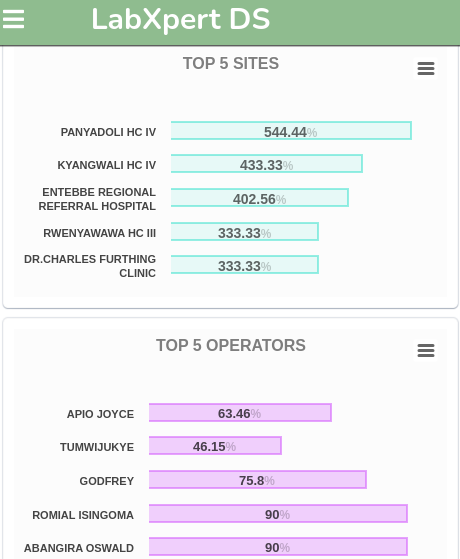 LabXpert DS
TOP 5 SITES
PANYADOLI HC IV 544.44%
KYANGWALI HC IV 433.33%
ENTEBBE REGIONAL
REFERRAL HOSPITAL 402.56%
RWENYAWAWA HC III 333.33%
DR.CHARLES FURTHING
CLINIC 333.33%
TOP 5 OPERATORS
APIO JOYCE 63.46%
TUMWIJUKYE 46.15%
GODFREY 75.8%
ROMIAL ISINGOMA 90%
ABANGIRA OSWALD 90%